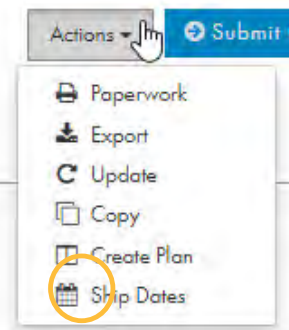 Actions
Submit
Paperwork
Export
Update
Copy
Create Plan
Ship Dates